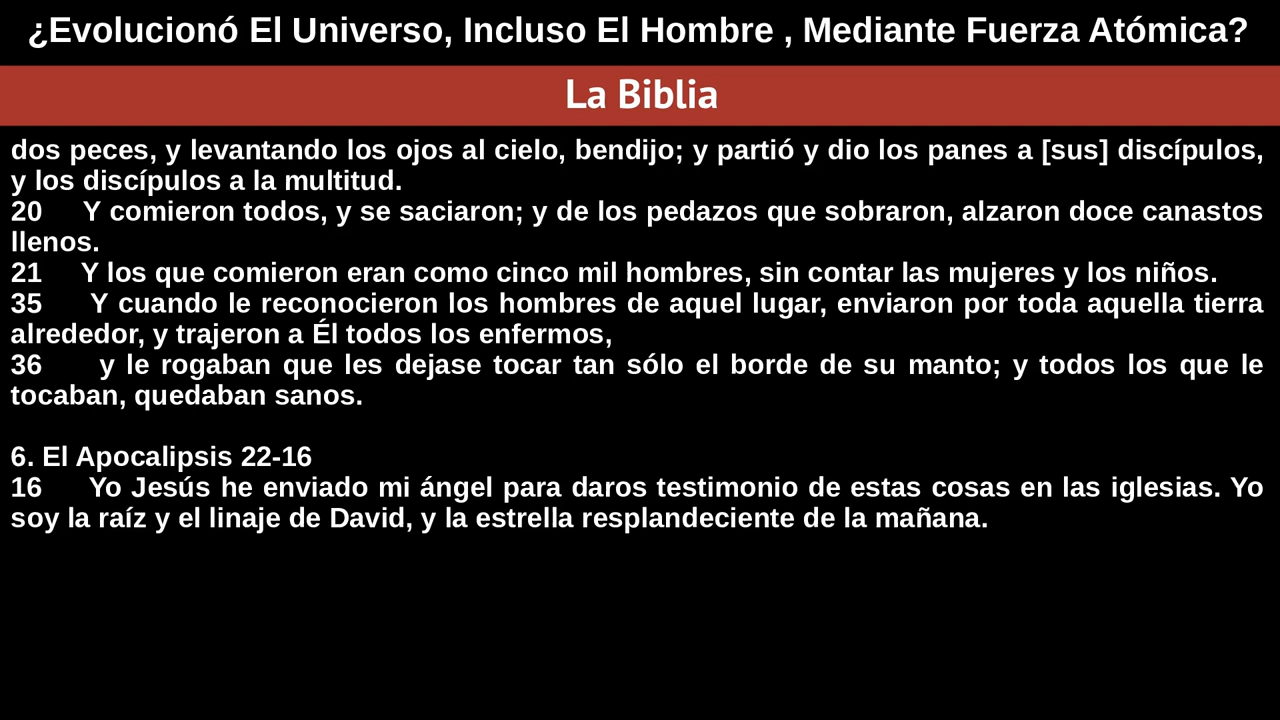 ¿Evolucionó El Universo, Incluso El Hombre , Mediante Fuerza Atómica?
La Biblia
dos peces, y levantando los ojos al cielo, bendijo; y partió y dio los panes a [sus] discípulos,
y los discípulos a la multitud.
20 Y comieron todos, y se saciaron; y de los pedazos que sobraron, alzaron doce canastos
llenos.
21 Y los que comieron eran como cinco mil hombres, sin contar las mujeres y los niños.
35 Y cuando le reconocieron los hombres de aquel lugar, enviaron por toda aquella tierra
alrededor, y trajeron a Él todos los enfermos,
36 y le rogaban que les dejase tocar tan sólo el borde de su manto; y todos los que le
tocaban, quedaban sanos.
6. El Apocalipsis 22-16
16 Yo Jesús he enviado mi ángel para daros testimonio de estas cosas en las iglesias. Yo
soy la raíz y el linaje de David, y la estrella resplandeciente de la mañana.